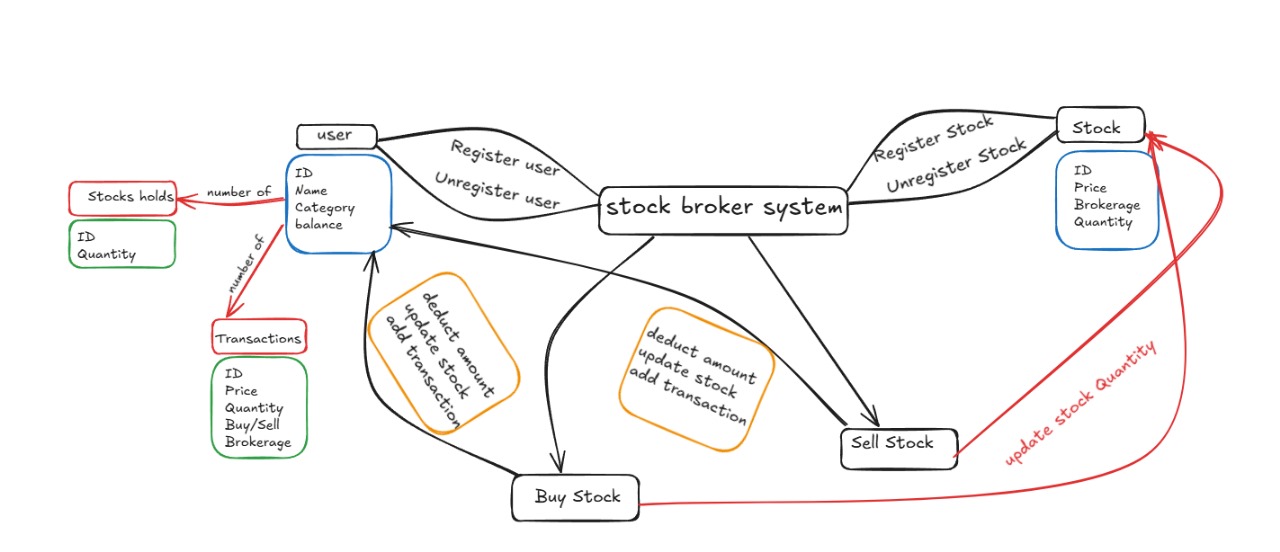 user
ID
Name
Category
balance
Stocks holds
number of
ID
Quantity
number of
Transactions
ID
Price
Quantity
Buy/Sell
Brokerage
Register user
Unregister user
stock broker system
Register Stock
Unregister Stock
Stock
ID
Price
Brokerage
Quantity
deduct amount
update stock
add transaction
deduct amount
update stock
add transaction
Buy Stock
Sell Stock
update stock Quantity